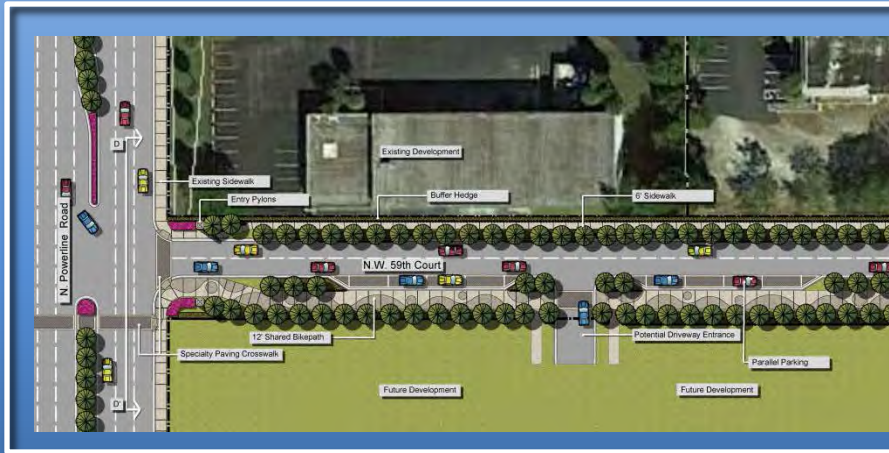 D
Existing Development
Existing Sidewalk
Buffer Hedge
6' Sidewalk
Entry Pylons
N. Powerline Road
N.W. 59th Court
12' Shared Bikepath
Potential Driveway Entrance
Specialty Paving Crosswalk
Parallel Parking
Future Development
Future Development
D'